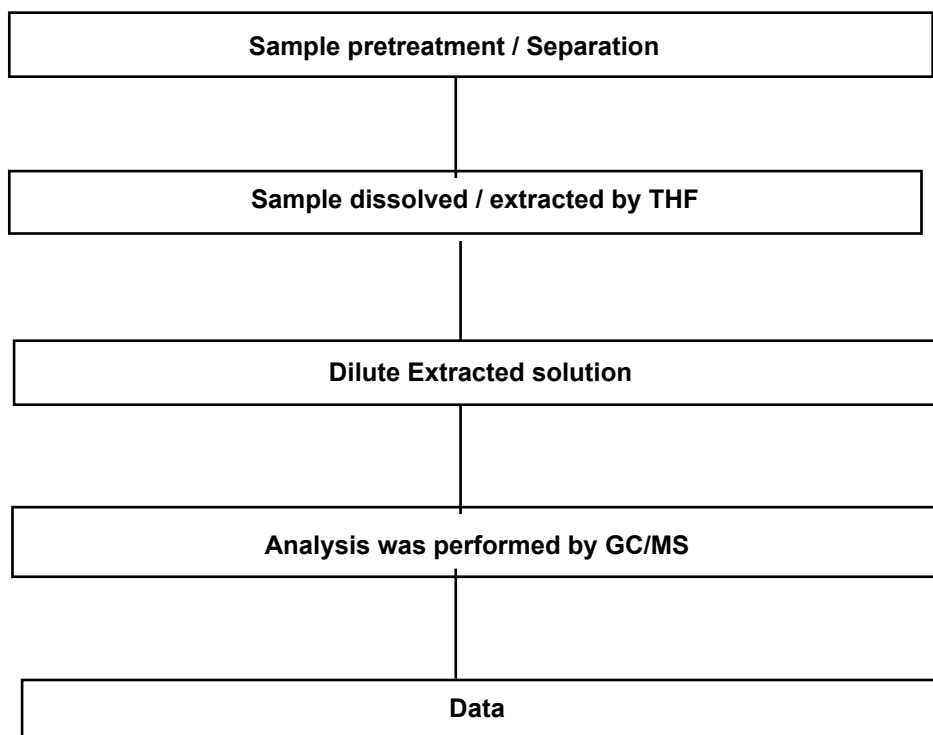 Sample pretreatment / Separation
Sample dissolved / extracted by THF
Dilute Extracted solution
Analysis was performed by GC/MS
Data